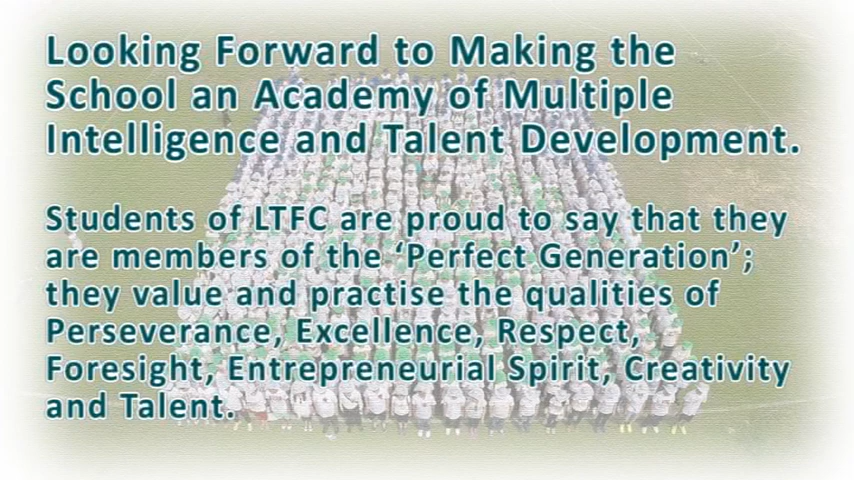 Looking Forward to Making the
School an Academy of Multiple
Intelligence and Talent Development.
Students of LTFC are proud to say that they
are members of the ‘Perfect Generation’;
they value and practise the qualities of
Perseverance, Excellence, Respect,
Foresight, Entrepreneurial Spirit, Creativity
and Talent.